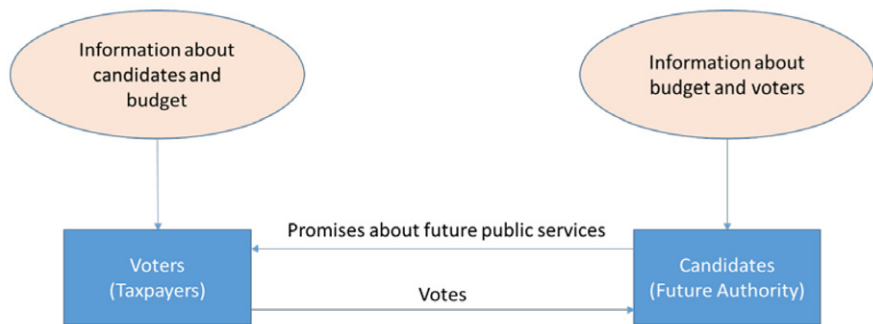 Information about
candidates and
budget
Information about
budget and voters
Promises about future public services
Voters
(Taxpayers)
Candidates
(Future Authority)
Votes